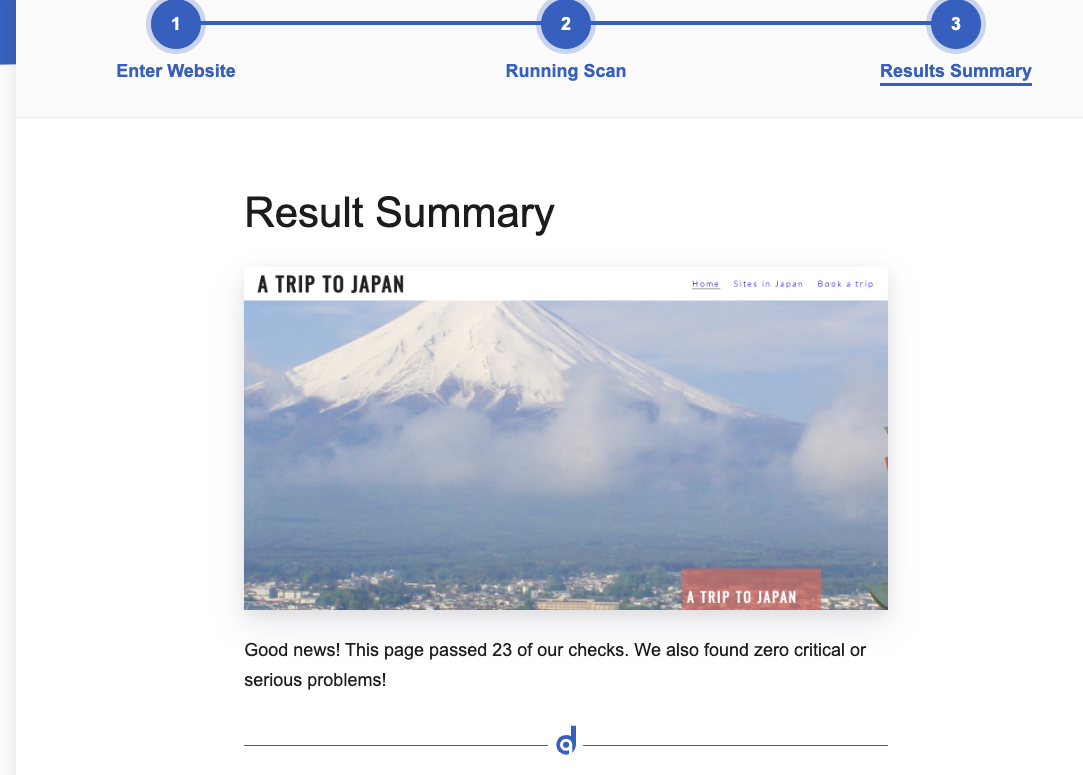 1
2
3
Enter Website
Running Scan
Results Summary
Result Summary
A TRIP TO JAPAN
Home
Sites in Japan
Book a trip
A TRIP TO JAPAN
Good news! This page passed 23 of our checks. We also found zero critical or
serious problems!